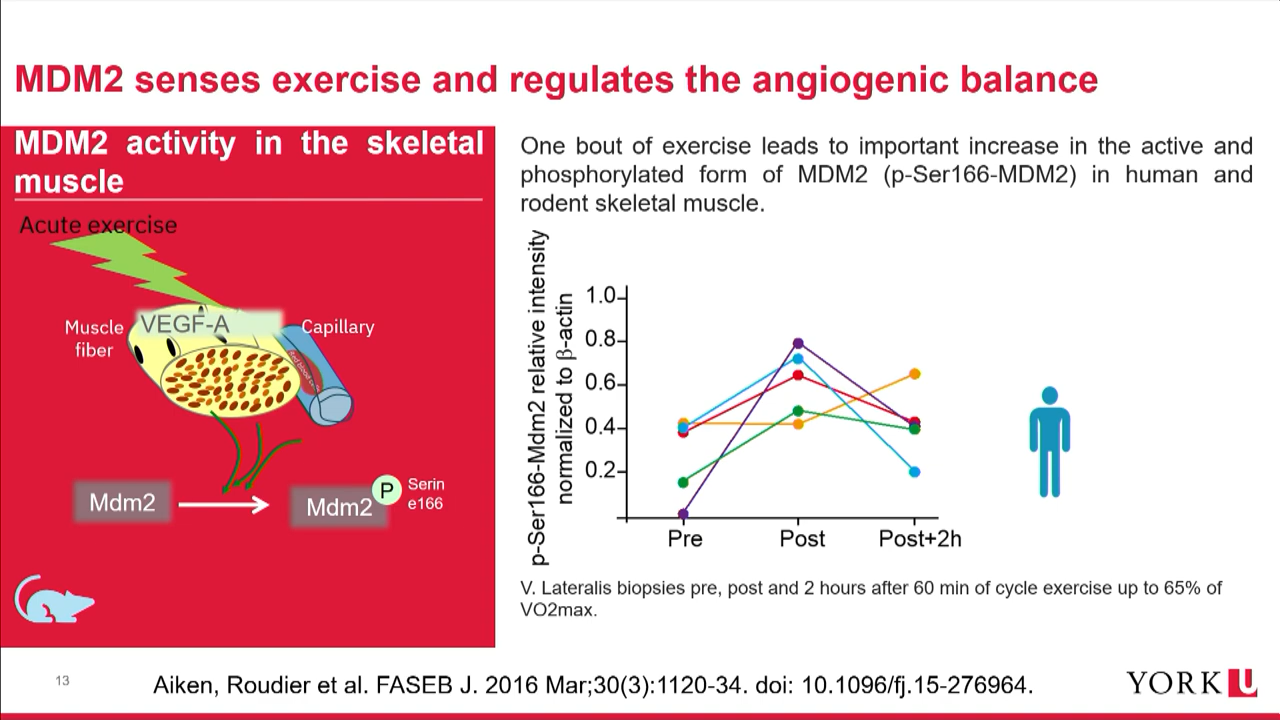 MDM2 senses exercise and regulates the angiogenic balance
MDM2 activity in the skeletal
muscle
Acute exercise
Muscle
fiber
VEGF-A
Capillary
Mdm2
Mdm2
P
Serin
e166
One bout of exercise leads to important increase in the active and
phosphorylated form of MDM2 (p-Ser166-MDM2) in human and
rodent skeletal muscle.
p-Ser166-Mdm2 relative intensity
normalized to β-actin
1.0
0.8
0.6
0.4
0.2
Pre Post Post+2h
V. Lateralis biopsies pre, post and 2 hours after 60 min of cycle exercise up to 65% of
VO2max.
13
Aiken, Roudier et al. FASEB J. 2016 Mar;30(3):1120-34. doi: 10.1096/fj.15-276964.
YORK U